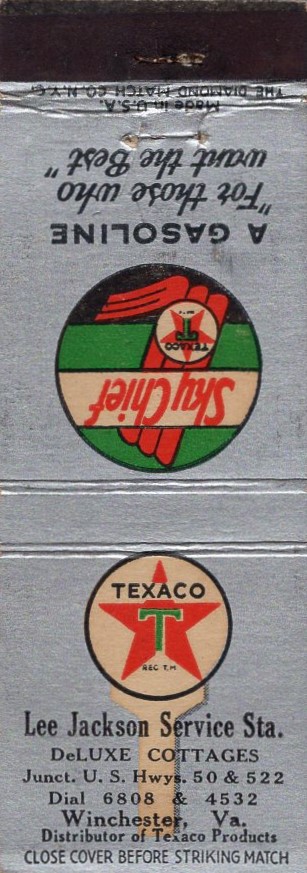 Made in U.S.A.
THE DIAMOND MATCH CO. N.Y.C.
A GASOLINE
"For those who
want the Best"
TEXACO
T
Sky Chief
TEXACO
T
REG T.M.
Lee Jackson Service Sta.
DeLUXE COTTAGES
Junct. U. S. Hwys. 50 & 522
Dial 6808 & 4532
Winchester, Va.
Distributor of Texaco Products
CLOSE COVER BEFORE STRIKING MATCH